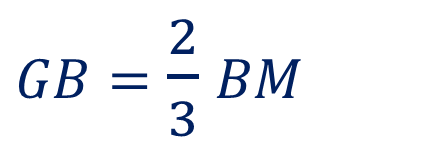 GB = 2/3 BM